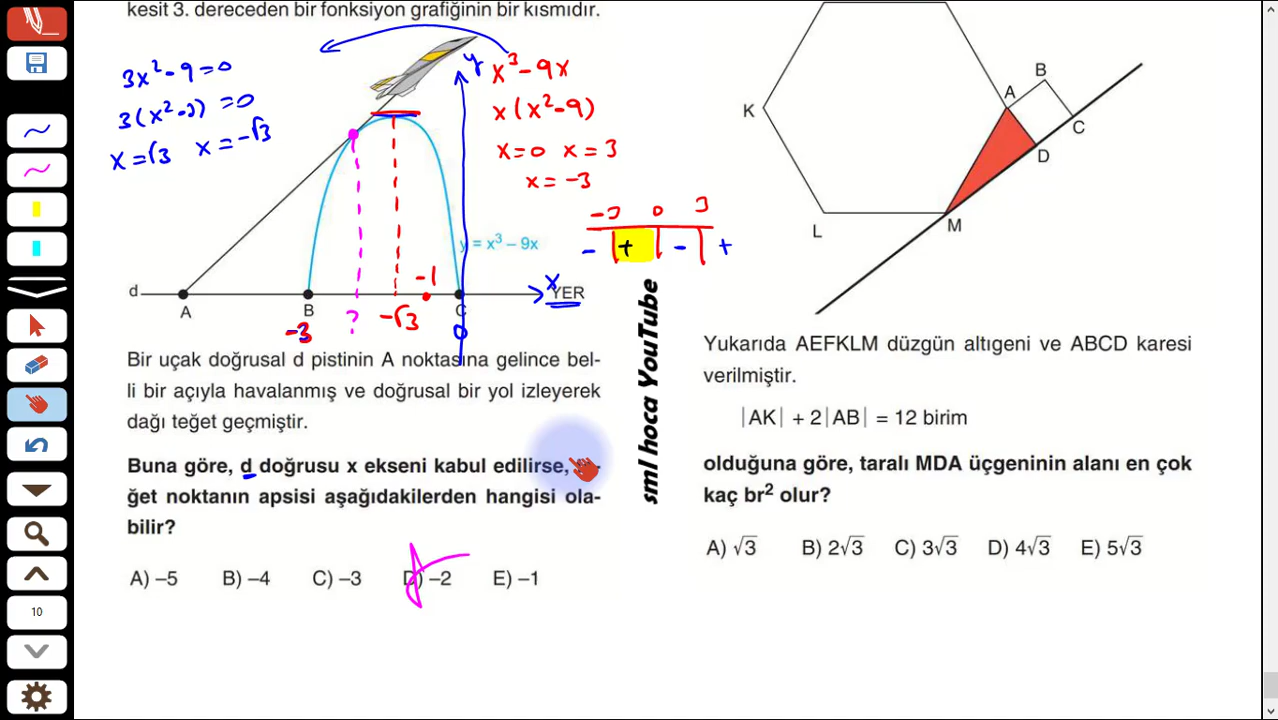 kesit 3. dereceden bir fonksiyon grafiğinin bir kısmıdır.
3x² - 9 = 0
3(x² - 3) = 0
x = √3 x = -√3
y
x³ - 9x
x(x² - 9)
x = 0 x = 3
x = -3
-3 0 3
- + - +
y = x³ – 9x
-1
x
d
YER
A
B
C
-3
?
-√3
0
Bir uçak doğrusal d pistinin A noktasına gelince bel-
li bir açıyla havalanmış ve doğrusal bir yol izleyerek
dağı teğet geçmiştir.
Buna göre, d doğrusu x ekseni kabul edilirse,
ğet noktanın apsisi aşağıdakilerden hangisi ola-
bilir?
A) –5 B) –4 C) –3 D) –2 E) –1
sml hoca YouTube
K
A
B
C
D
L
M
Yukarıda AEFKLM düzgün altıgeni ve ABCD karesi
verilmiştir.
|AK| + 2|AB| = 12 birim
olduğuna göre, taralı MDA üçgeninin alanı en çok
kaç br² olur?
A) √3 B) 2√3 C) 3√3 D) 4√3 E) 5√3
10